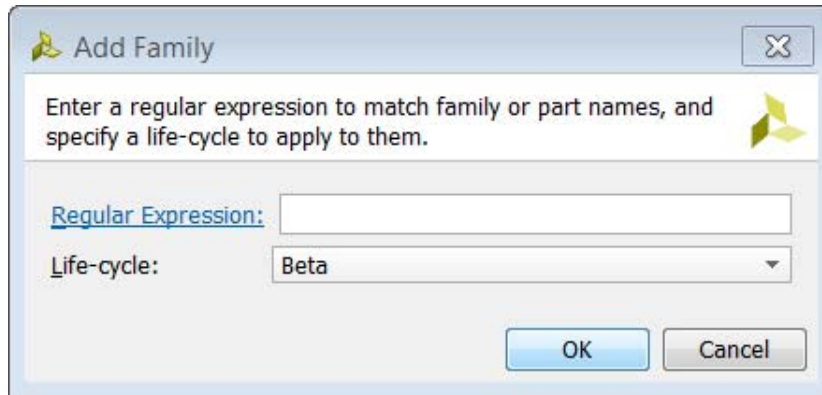 Add Family
Enter a regular expression to match family or part names, and
specify a life-cycle to apply to them.
Regular Expression:
Life-cycle: Beta
OK Cancel